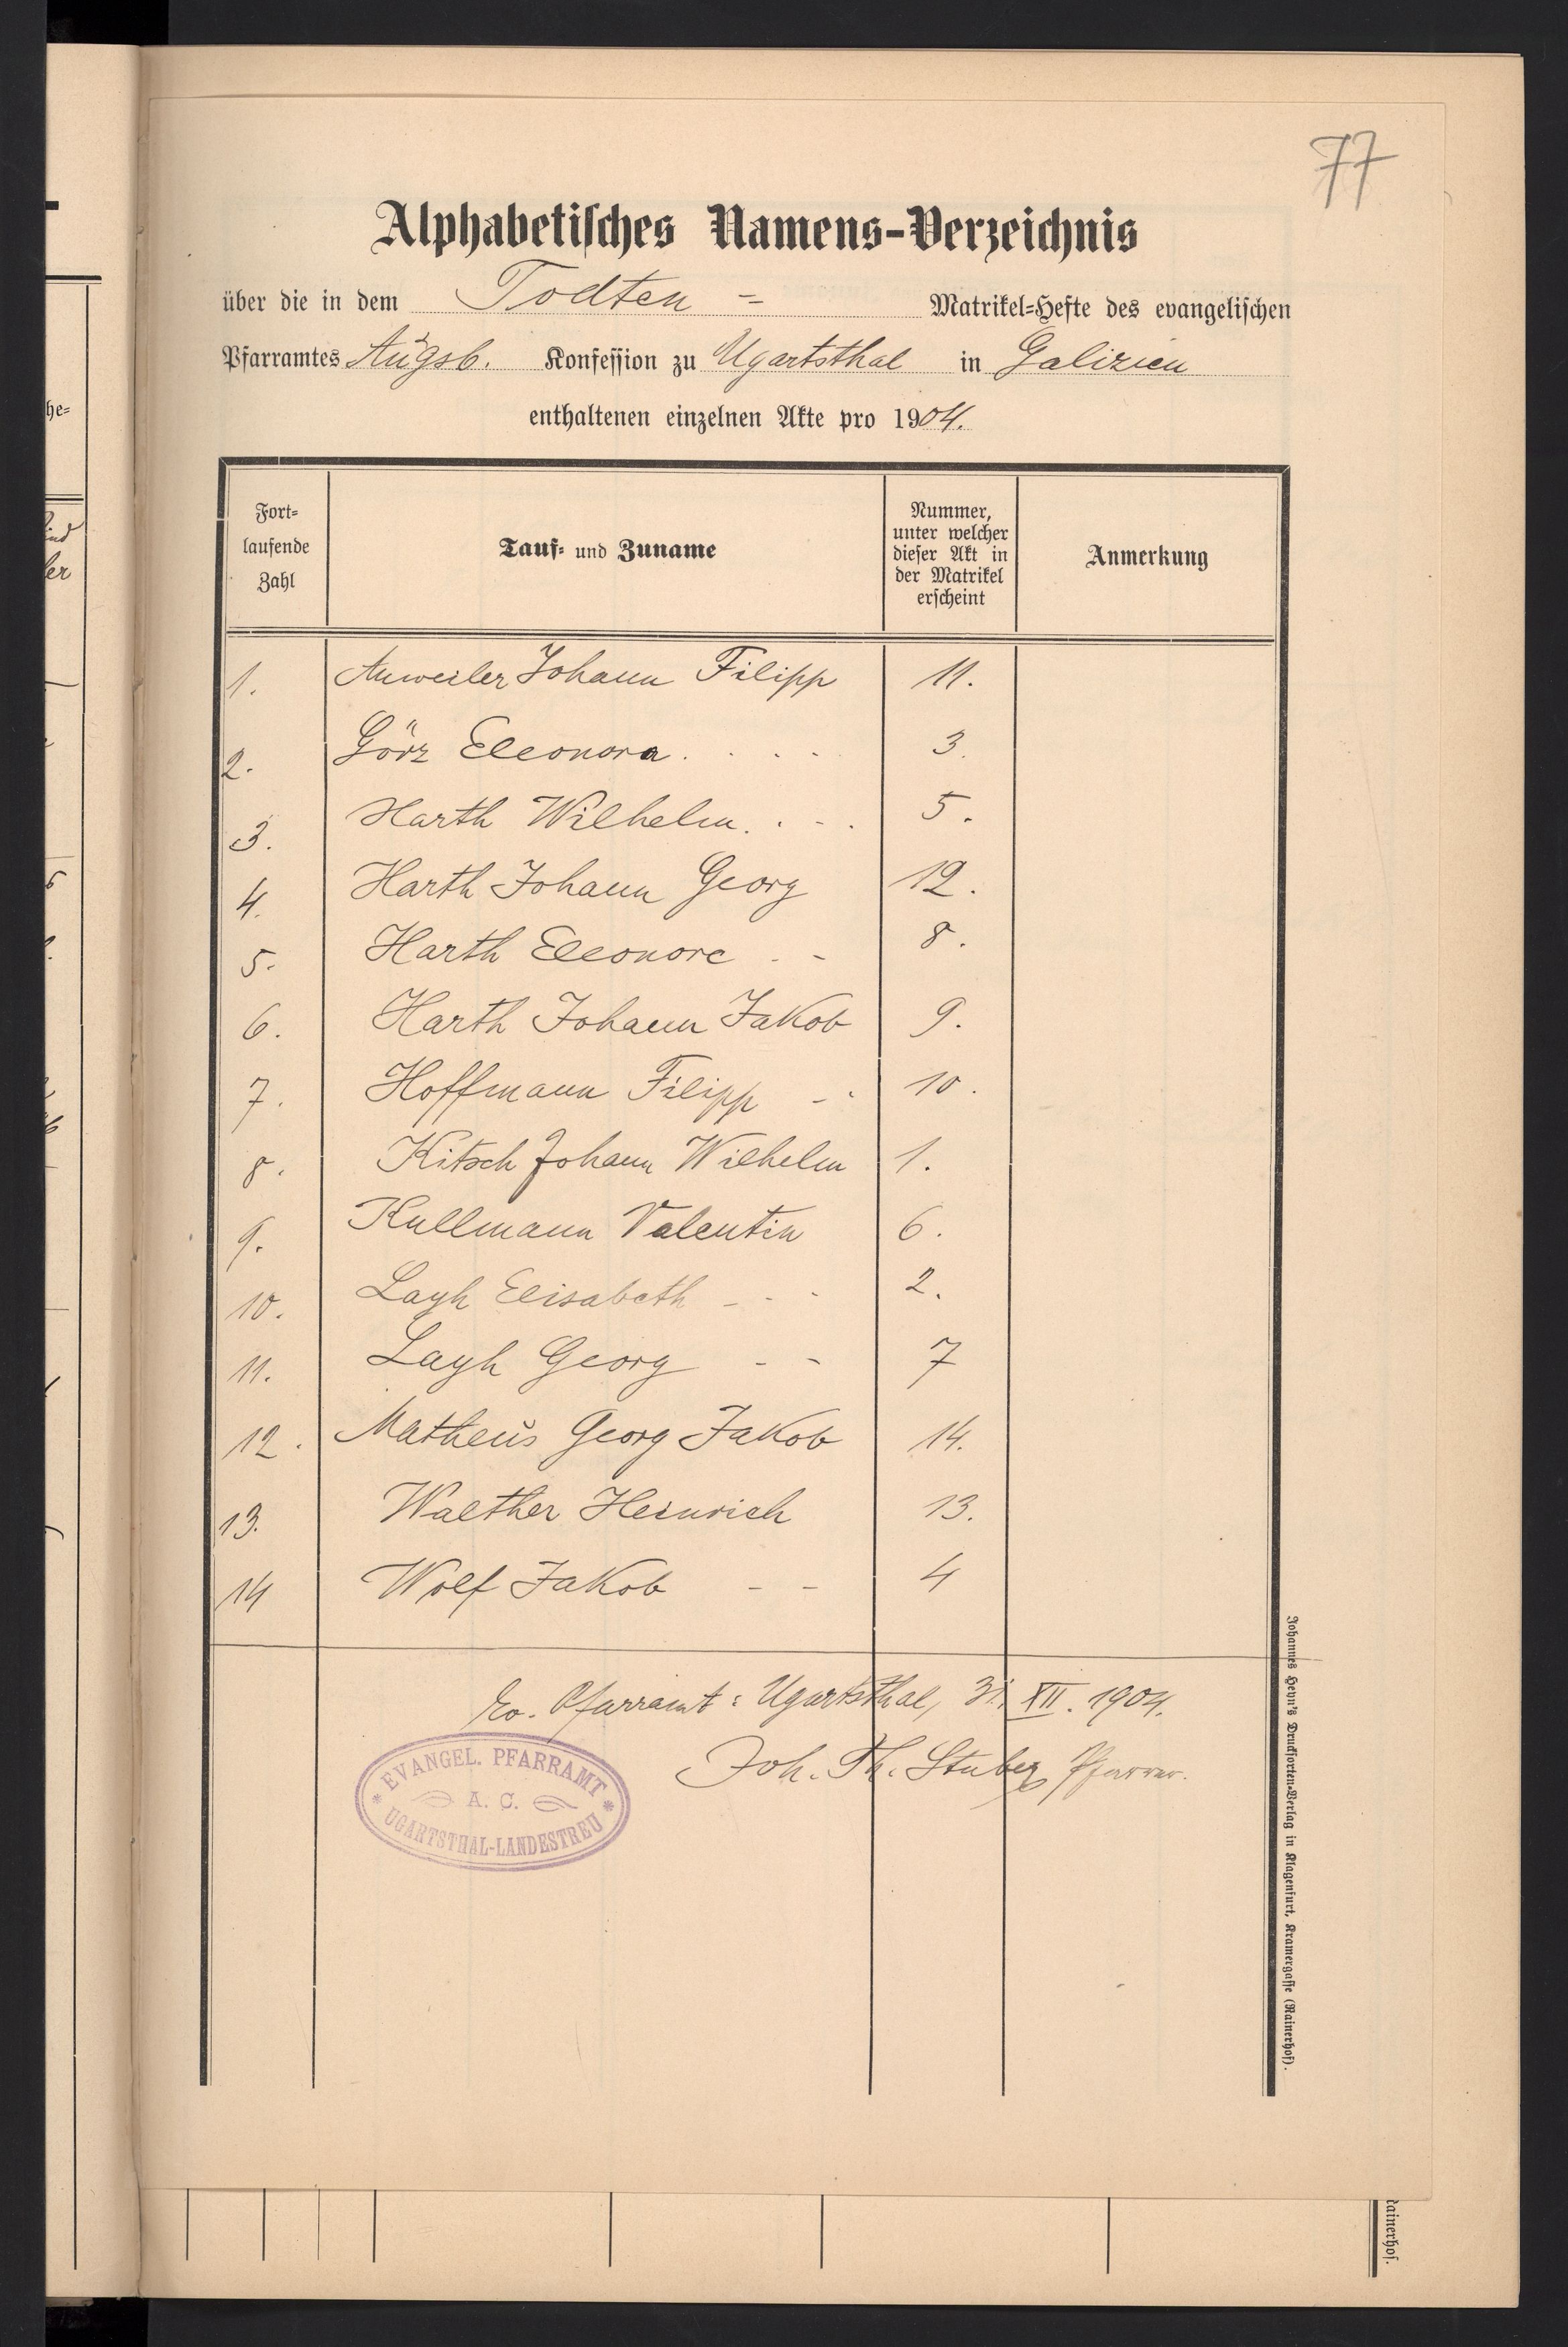 77
Alphabetisches Namens-Verzeichnis
über die in dem Todten = Matrikel-Hefte des evangelischen
Pfarramtes Augsb. Konfession zu Ugartsthal in Galizien
enthaltenen einzelnen Akte pro 1904.
Fort-
laufende
Zahl
Tauf- und Zuname
Nummer,
unter welcher
dieser Akt in
der Matrikel
erscheint
Anmerkung
1. Anweiler Johann Filipp 11.
2. Görz Eleonora . . . . 3.
3. Harth Wilhelm. . - . 5.
4. Harth Johann Georg 12.
5. Harth Eleonore . - 8.
6. Harth Johann Jakob 9.
7. Hoffmann Filipp - . 10.
8. Kitsch Johann Wilhelm 1.
9. Kullmann Valentin 6.
10. Layh Elisabeth - - . 2.
11. Layh Georg - - 7
12. Matheus Georg Jakob 14.
13. Walther Heinrich 13.
14 Wolf Jakob - - 4
Ev. Pfarramt: Ugartsthal, 31. XII. 1904.
Joh. Th. Stuber Pfarrer.
EVANGEL. PFARRAMT
A. C.
UGARTSTHAL-LANDESTREU
Johannes Heyn's Drucksorten-Verlag in Klagenfurt, Kramergasse (Rainerhof).
ainerhof.
he=